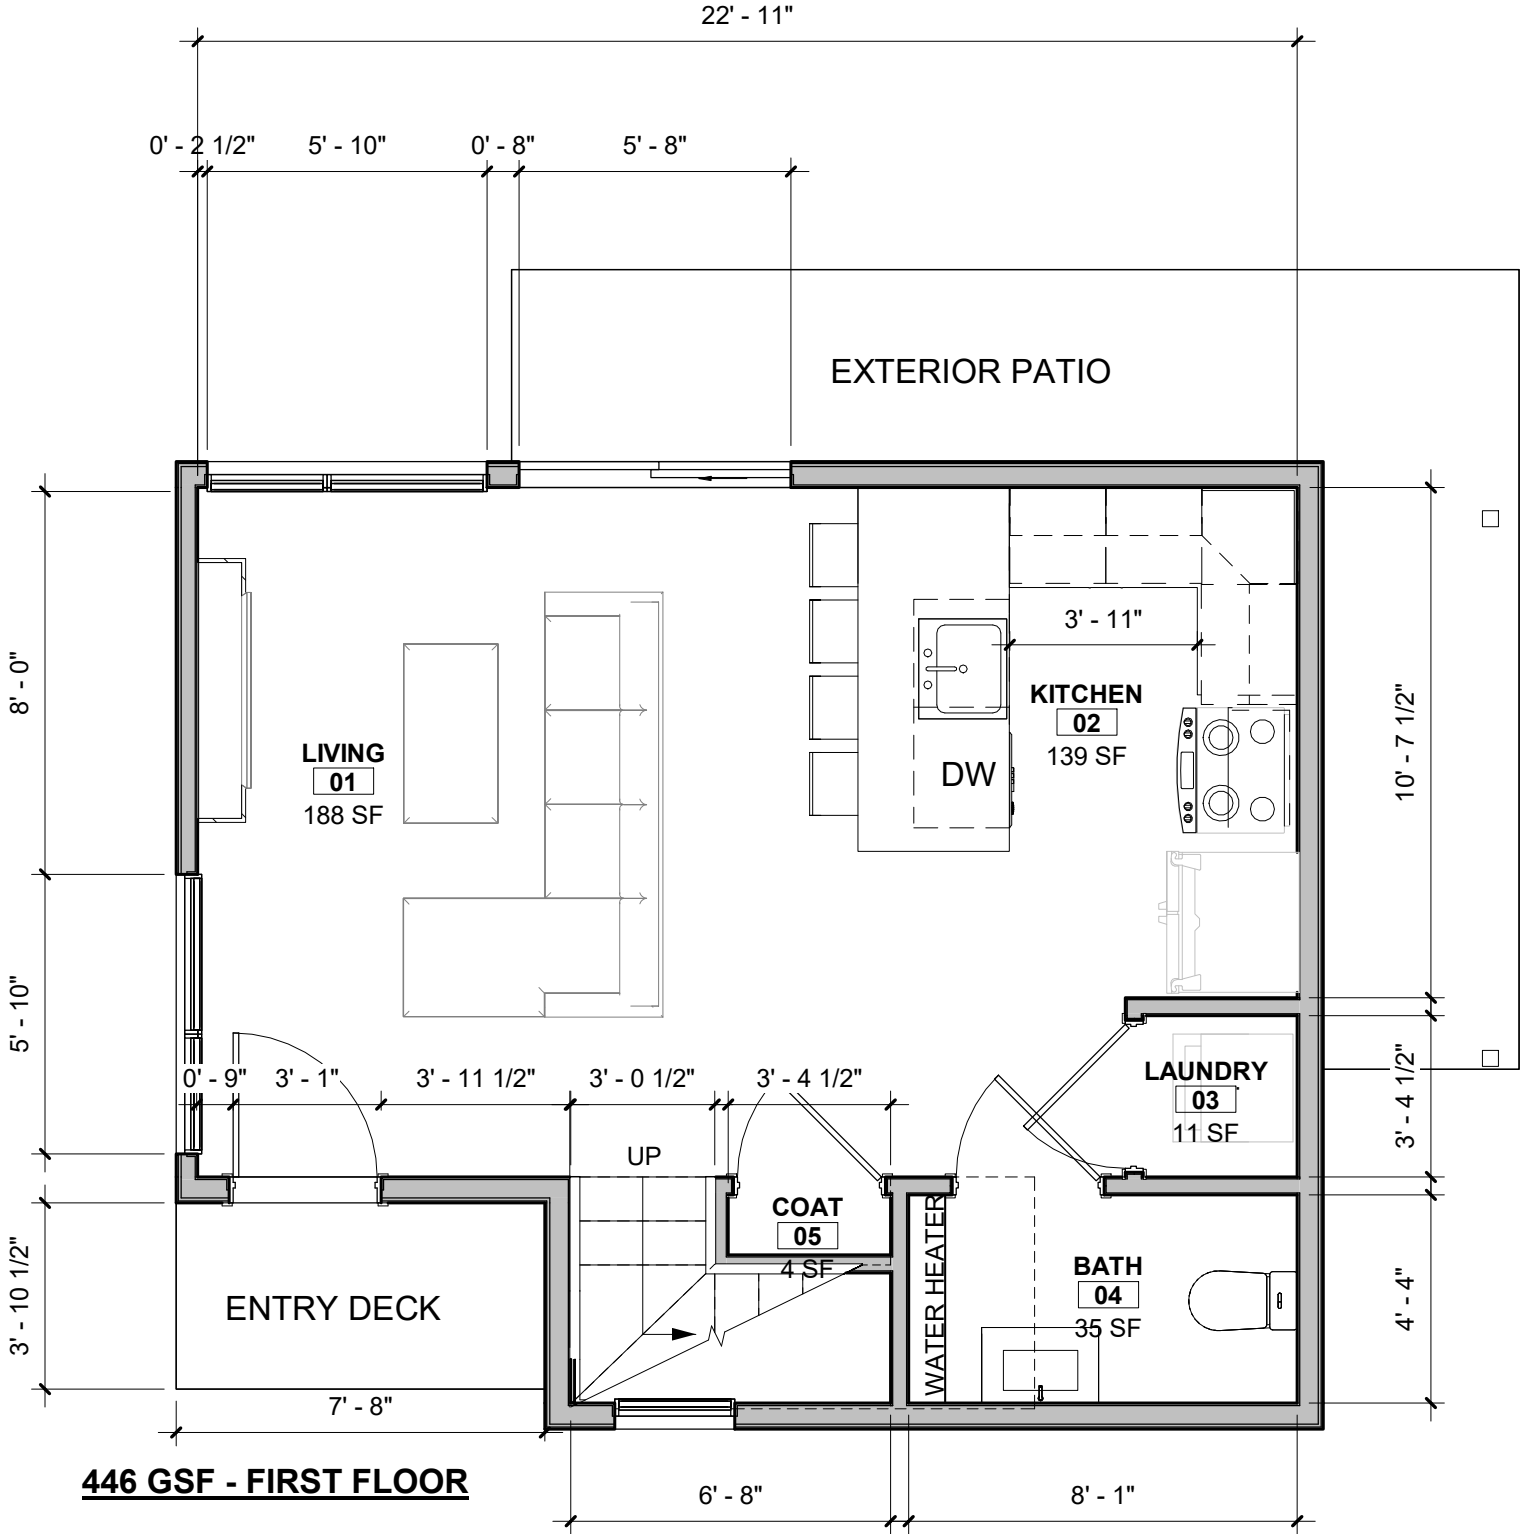 22' - 11"
0' - 2 1/2"
5' - 10"
0' - 8"
5' - 8"
EXTERIOR PATIO
8' - 0"
3' - 11"
KITCHEN
02
139 SF
LIVING
01
188 SF
DW
10' - 7 1/2"
5' - 10"
0' - 9"
3' - 1"
3' - 11 1/2"
3' - 0 1/2"
3' - 4 1/2"
LAUNDRY
03
11 SF
3' - 4 1/2"
UP
COAT
05
4 SF
WATER HEATER
BATH
04
35 SF
4' - 4"
3' - 10 1/2"
ENTRY DECK
7' - 8"
446 GSF - FIRST FLOOR
6' - 8"
8' - 1"